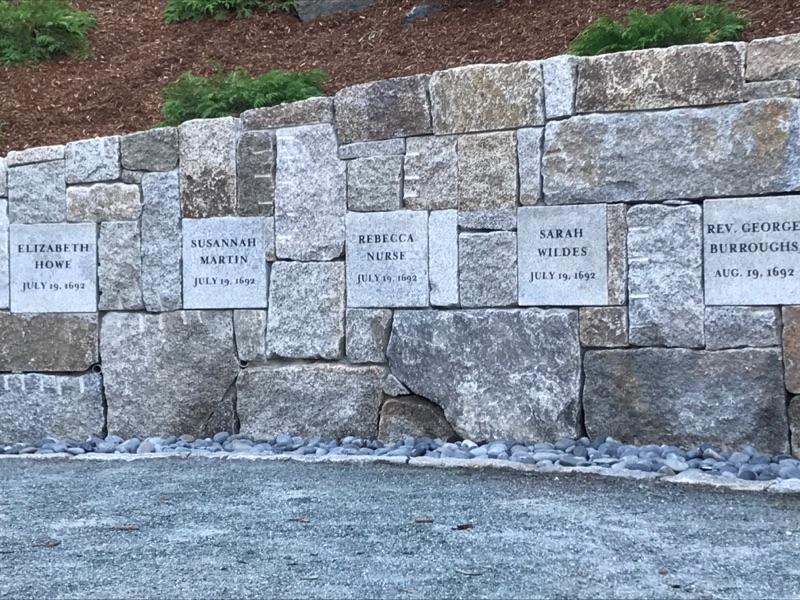 ELIZABETH
HOWE
JULY 19, 1692
SUSANNAH
MARTIN
JULY 19, 1692
REBECCA
NURSE
JULY 19, 1692
SARAH
WILDES
JULY 19, 1692
REV. GEORGE
BURROUGHS,
AUG. 19, 1692